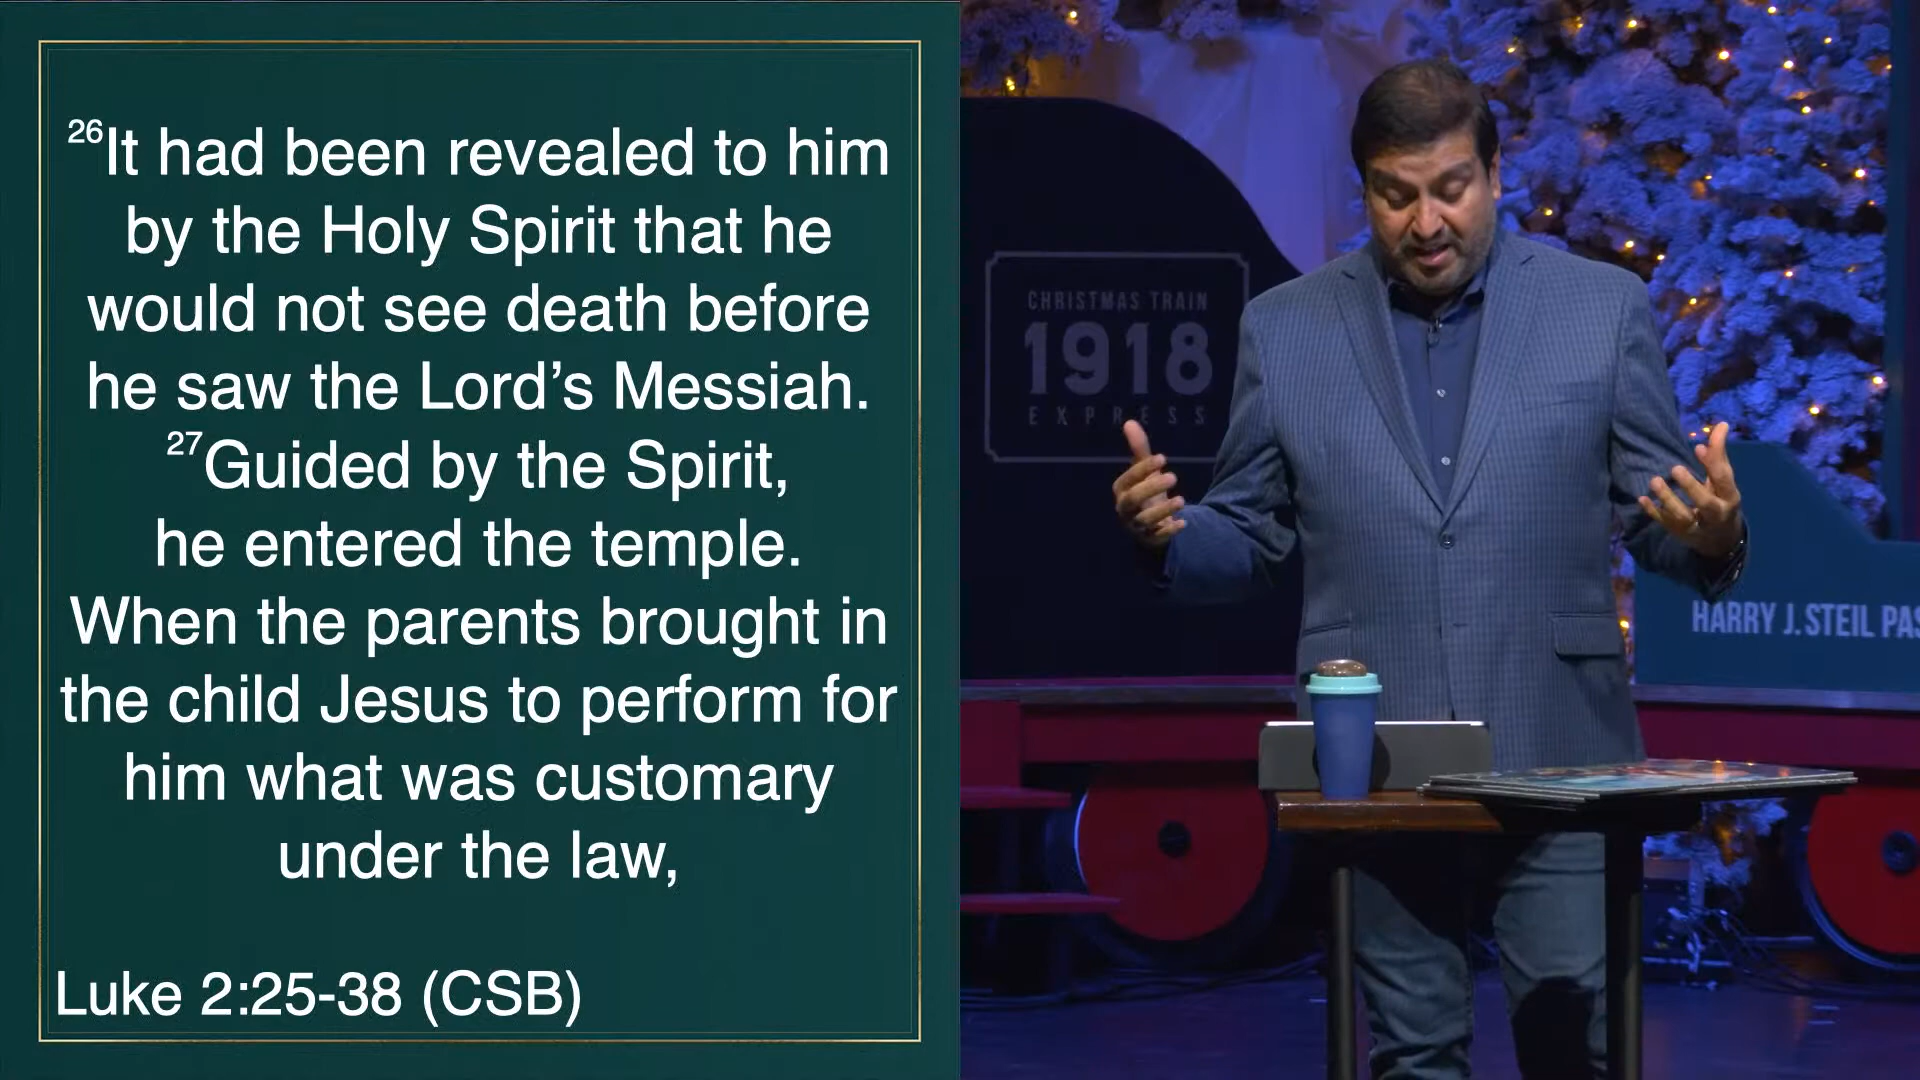 ²⁶It had been revealed to him
by the Holy Spirit that he
would not see death before
he saw the Lord’s Messiah.
²⁷Guided by the Spirit,
he entered the temple.
When the parents brought in
the child Jesus to perform for
him what was customary
under the law,
Luke 2:25-38 (CSB)
CHRISTMAS TRAIN
1918
EXPRESS
HARRY J. STEIL